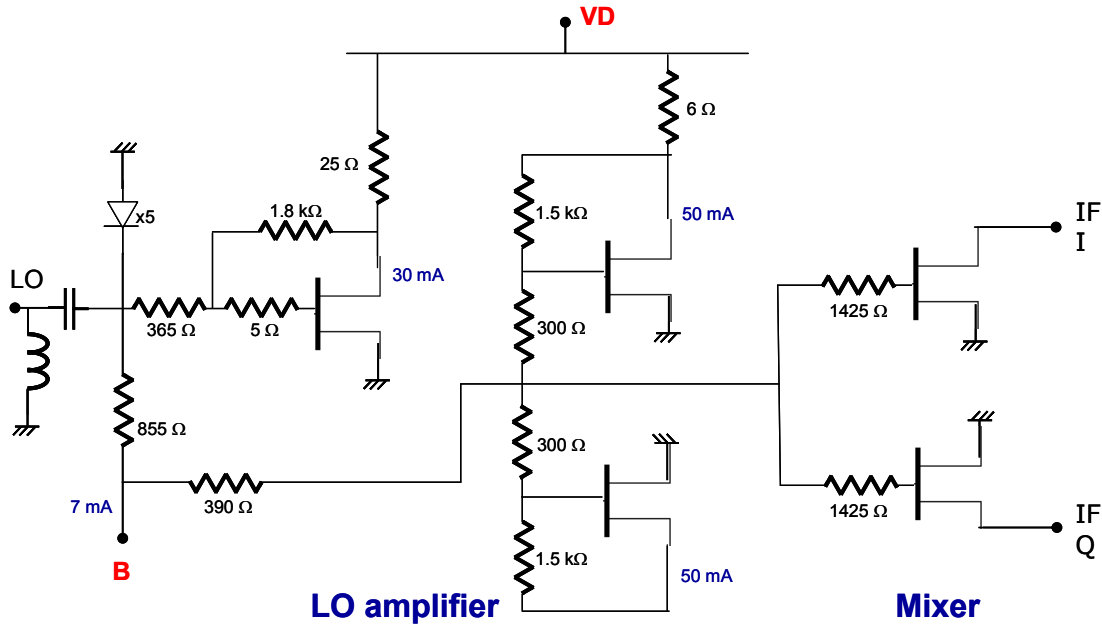 VD
6 Ω
25 Ω
1.8 kΩ
x5
1.5 kΩ
50 mA
IF
I
LO
30 mA
365 Ω
5 Ω
300 Ω
1425 Ω
855 Ω
300 Ω
7 mA
390 Ω
1425 Ω
IF
Q
1.5 kΩ
50 mA
B
LO amplifier
Mixer